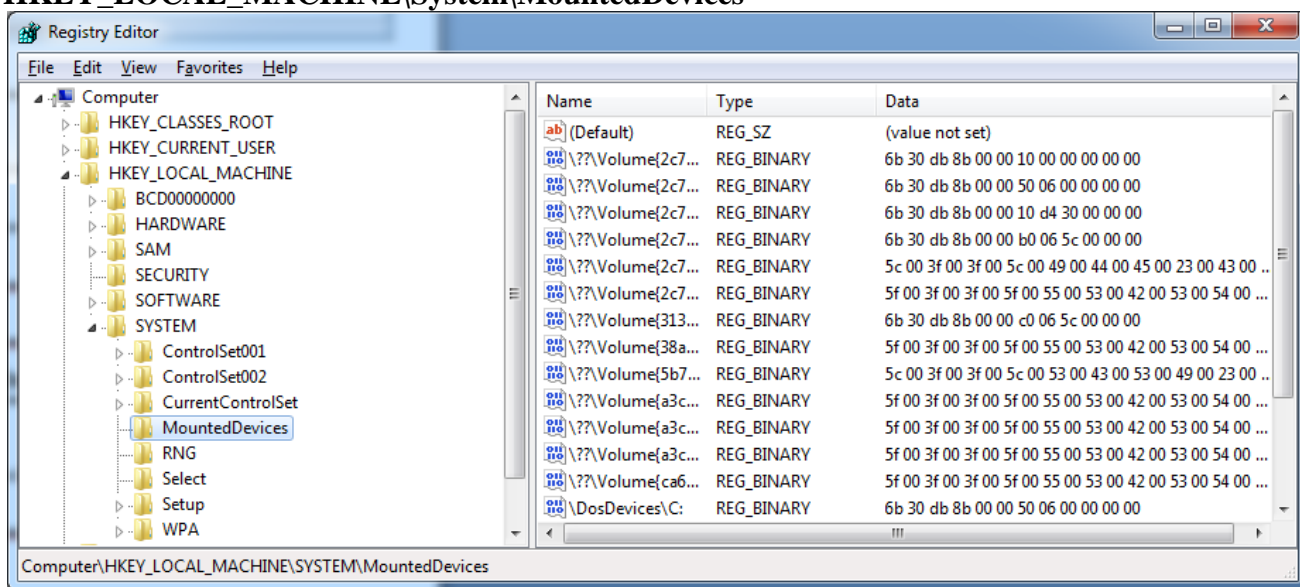 HKEY_LOCAL_MACHINE\System\MountedDevices
Registry Editor
File Edit View Favorites Help
Computer
HKEY_CLASSES_ROOT
HKEY_CURRENT_USER
HKEY_LOCAL_MACHINE
BCD00000000
HARDWARE
SAM
SECURITY
SOFTWARE
SYSTEM
ControlSet001
ControlSet002
CurrentControlSet
MountedDevices
RNG
Select
Setup
WPA
Name Type Data
ab (Default) REG_SZ (value not set)
\??\Volume{2c7... REG_BINARY 6b 30 db 8b 00 00 10 00 00 00 00 00
\??\Volume{2c7... REG_BINARY 6b 30 db 8b 00 00 50 06 00 00 00 00
\??\Volume{2c7... REG_BINARY 6b 30 db 8b 00 00 10 d4 30 00 00 00
\??\Volume{2c7... REG_BINARY 6b 30 db 8b 00 00 b0 06 5c 00 00 00
\??\Volume{2c7... REG_BINARY 5c 00 3f 00 3f 00 5c 00 49 00 44 00 45 00 23 00 43 00 ..
\??\Volume{2c7... REG_BINARY 5f 00 3f 00 3f 00 5f 00 55 00 53 00 42 00 53 00 54 00 ...
\??\Volume{313... REG_BINARY 6b 30 db 8b 00 00 c0 06 5c 00 00 00
\??\Volume{38a... REG_BINARY 5f 00 3f 00 3f 00 5f 00 55 00 53 00 42 00 53 00 54 00 ...
\??\Volume{5b7... REG_BINARY 5c 00 3f 00 3f 00 5c 00 53 00 43 00 53 00 49 00 23 00 ..
\??\Volume{a3c... REG_BINARY 5f 00 3f 00 3f 00 5f 00 55 00 53 00 42 00 53 00 54 00 ...
\??\Volume{a3c... REG_BINARY 5f 00 3f 00 3f 00 5f 00 55 00 53 00 42 00 53 00 54 00 ...
\??\Volume{a3c... REG_BINARY 5f 00 3f 00 3f 00 5f 00 55 00 53 00 42 00 53 00 54 00 ...
\??\Volume{ca6... REG_BINARY 5f 00 3f 00 3f 00 5f 00 55 00 53 00 42 00 53 00 54 00 ...
\DosDevices\C: REG_BINARY 6b 30 db 8b 00 00 50 06 00 00 00 00
Computer\HKEY_LOCAL_MACHINE\SYSTEM\MountedDevices